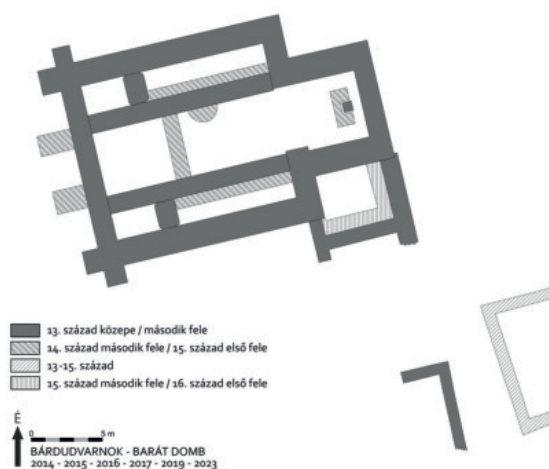 13. század közepe / második fele
14. század második fele / 15. század első fele
13-15. század
15. század második fele / 16. század első fele
É
0 5 m
BÁRDUDVARNOK - BARÁT DOMB
2014 - 2015 - 2016 - 2017 - 2019 - 2023